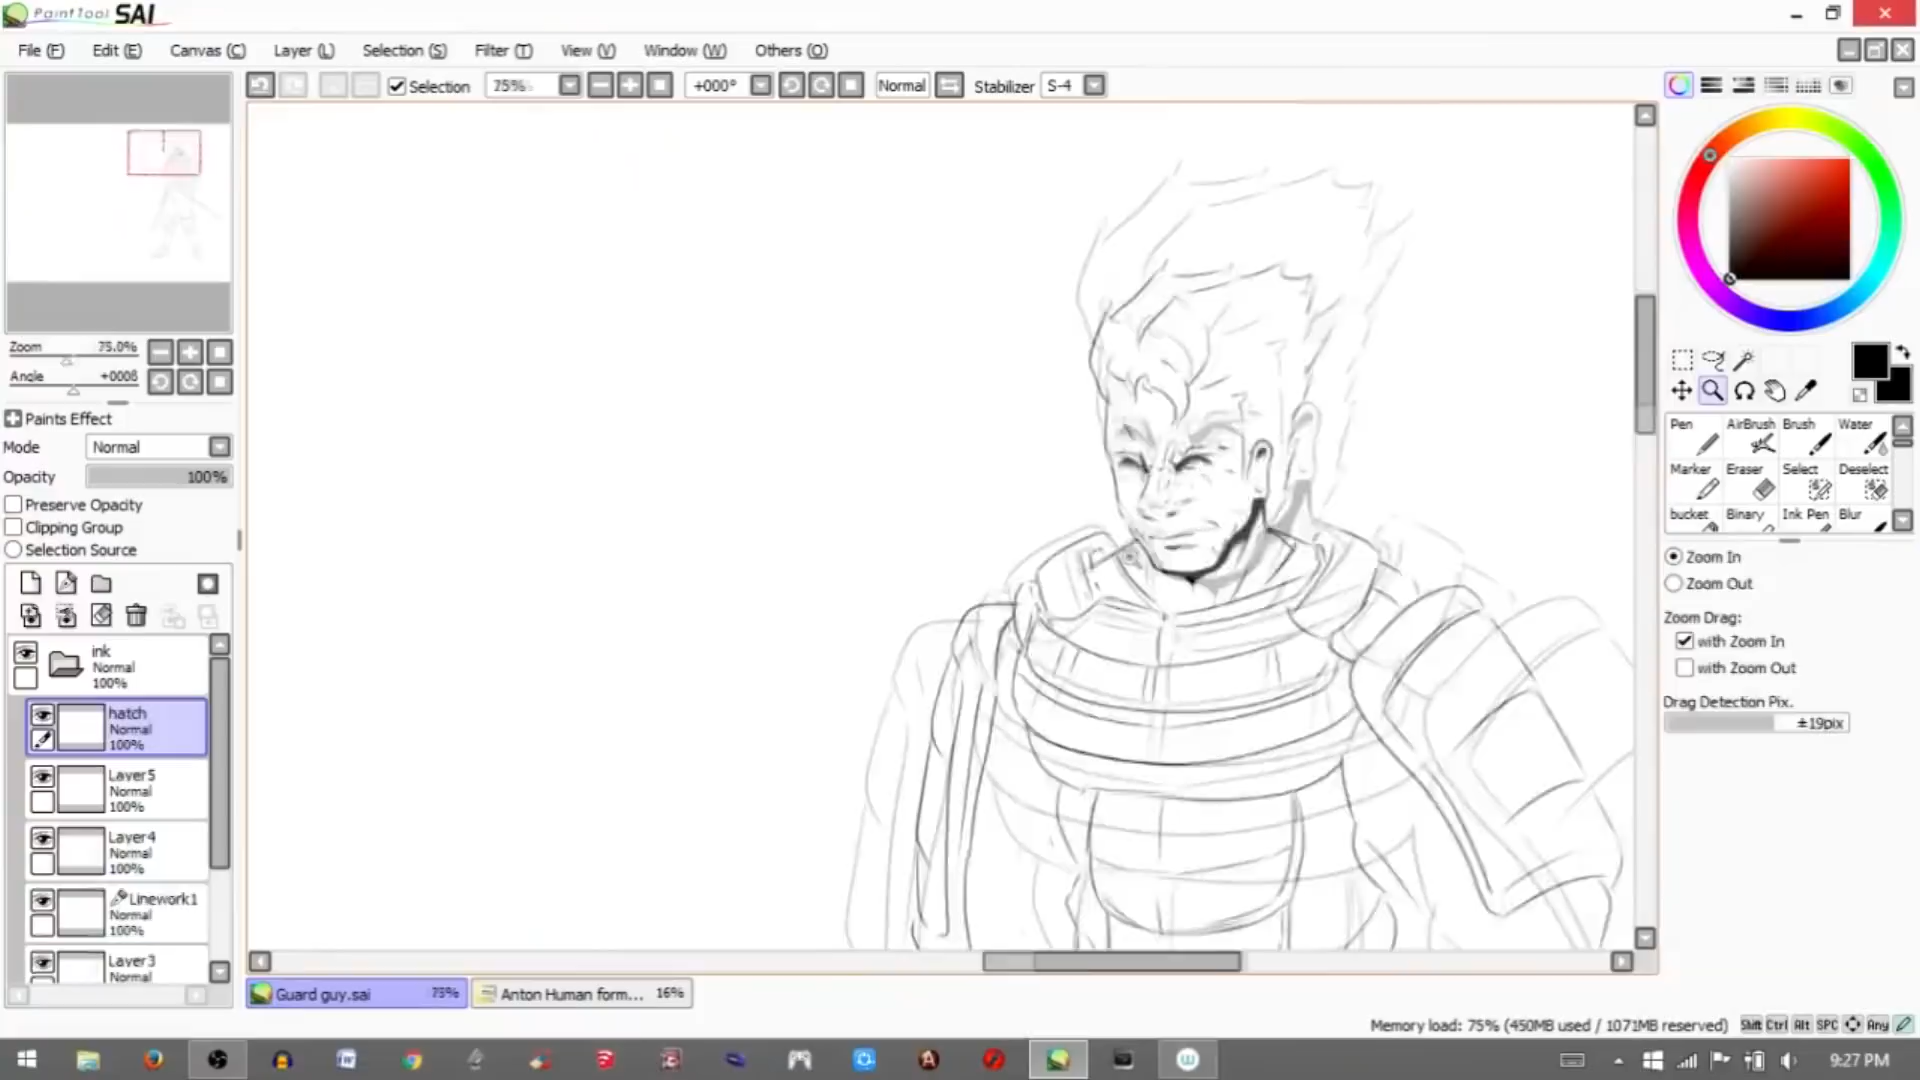 PaintTool SAI
File (F) Edit (E) Canvas (C) Layer (L) Selection (S) Filter (T) View (V) Window (W) Others (O)
Selection 75% +000° Normal Stabilizer S-4
Zoom 75.0%
Angle +000ß
Paints Effect
Mode Normal
Opacity 100%
Preserve Opacity
Clipping Group
Selection Source
ink
Normal
100%
hatch
Normal
100%
Layer5
Normal
100%
Layer4
Normal
100%
Linework1
Normal
100%
Layer3
Normal
Pen AirBrush Brush Water
Marker Eraser Select Deselect
bucket Binary Ink Pen Blur
Zoom In
Zoom Out
Zoom Drag:
with Zoom In
with Zoom Out
Drag Detection Pix.
±19pix
Guard guy.sai 75% Anton Human form... 16%
Memory load: 75% (450MB used / 1071MB reserved) Shift Ctrl Alt SPC Any
9:27 PM